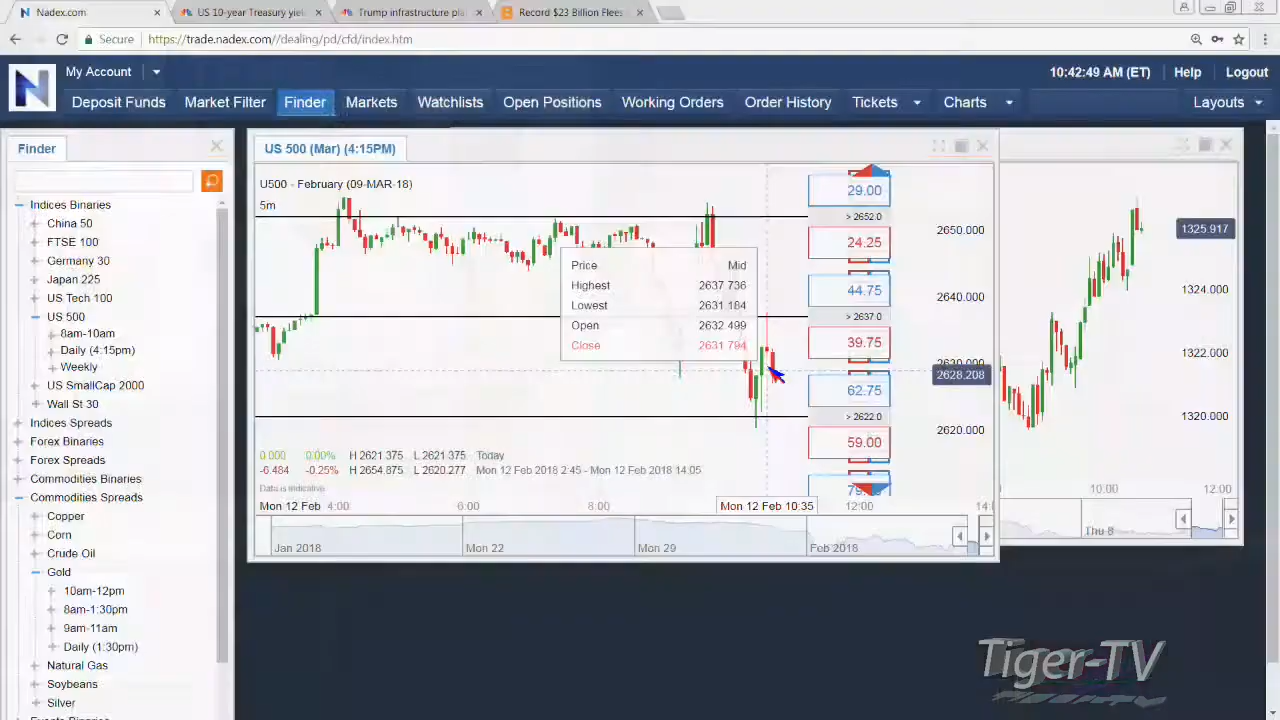 Nadex.com
US 10-year Treasury yiel
Trump infrastructure pla
Record $23 Billion Flees
Secure
https://trade.nadex.com//dealing/pd/cfd/index.htm
N
My Account
10:42:49 AM (ET)
Help
Logout
Deposit Funds
Market Filter
Finder
Markets
Watchlists
Open Positions
Working Orders
Order History
Tickets
Charts
Layouts
Finder
Indices Binaries
China 50
FTSE 100
Germany 30
Japan 225
US Tech 100
US 500
8am-10am
Daily (4:15pm)
Weekly
US SmallCap 2000
Wall St 30
Indices Spreads
Forex Binaries
Forex Spreads
Commodities Binaries
Commodities Spreads
Copper
Corn
Crude Oil
Gold
10am-12pm
8am-1:30pm
9am-11am
Daily (1:30pm)
Natural Gas
Soybeans
Silver
US 500 (Mar) (4:15PM)
U500 - February (09-MAR-18)
5m
Price Mid
Highest 2637.736
Lowest 2631.184
Open 2632.499
Close 2631.794
29.00
> 2652.0
24.25
44.75
> 2637.0
39.75
62.75
> 2622.0
59.00
2650.000
2640.000
2630.000
2628.208
2620.000
0.000 0.00% H 2621.375 L 2621.375 Today
-6.484 -0.25% H 2654.875 L 2620.277 Mon 12 Feb 2018 2:45 - Mon 12 Feb 2018 14:05
Data is indicative
Mon 12 Feb 4:00 6:00 8:00 Mon 12 Feb 10:35 12:00 14:
Jan 2018 Mon 22 Mon 29 Feb 2018
1325.917
1324.000
1322.000
1320.000
10:00 12:00
Thu 8
Tiger-TV